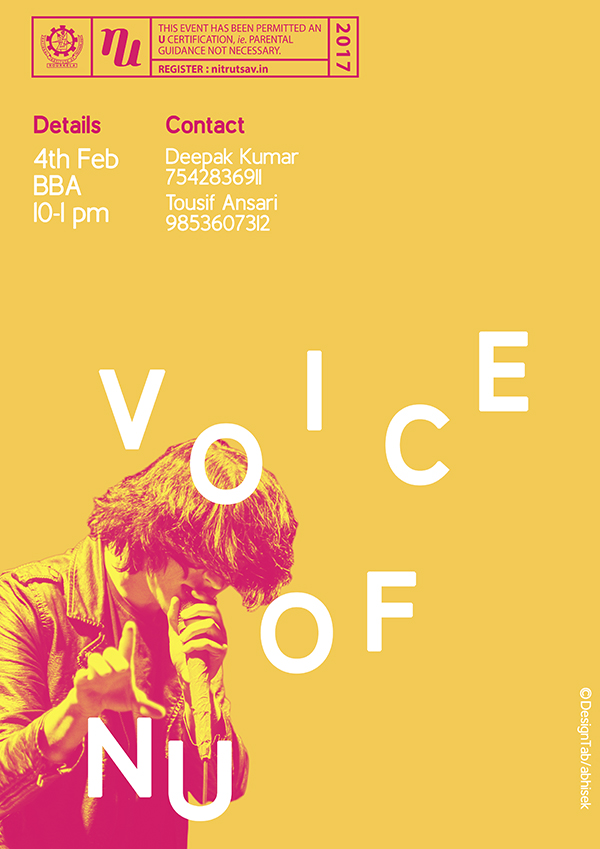 nu
THIS EVENT HAS BEEN PERMITTED AN
U CERTIFICATION, ie. PARENTAL
GUIDANCE NOT NECESSARY.
REGISTER : nitrutsav.in
2017
Details
4th Feb
BBA
10-1 pm
Contact
Deepak Kumar
7542836911
Tousif Ansari
9853607312
VOICE
OF
NU
©DesignTab/abhisek